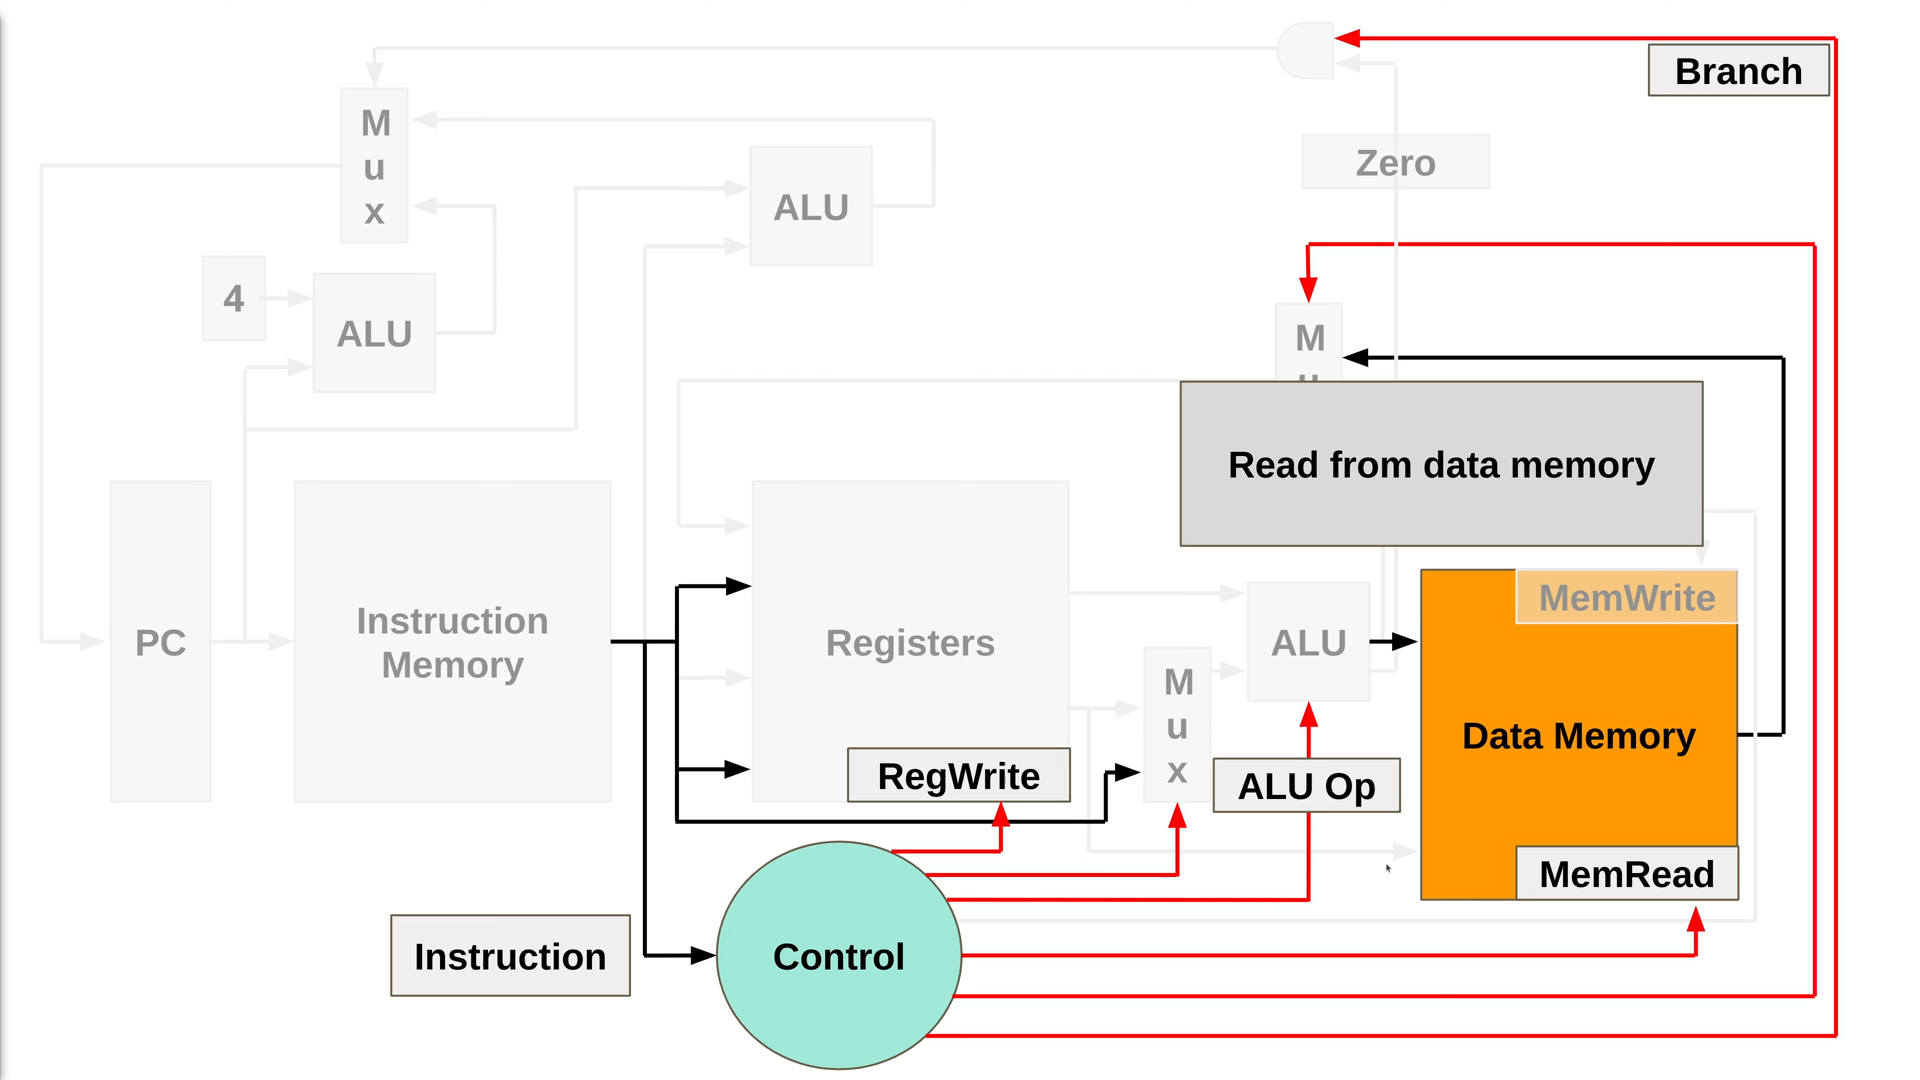 Branch
M
u
x
Zero
ALU
4
ALU
M
Read from data memory
PC
Instruction
Memory
Registers
ALU
MemWrite
M
u
x
Data Memory
RegWrite
ALU Op
MemRead
Instruction
Control